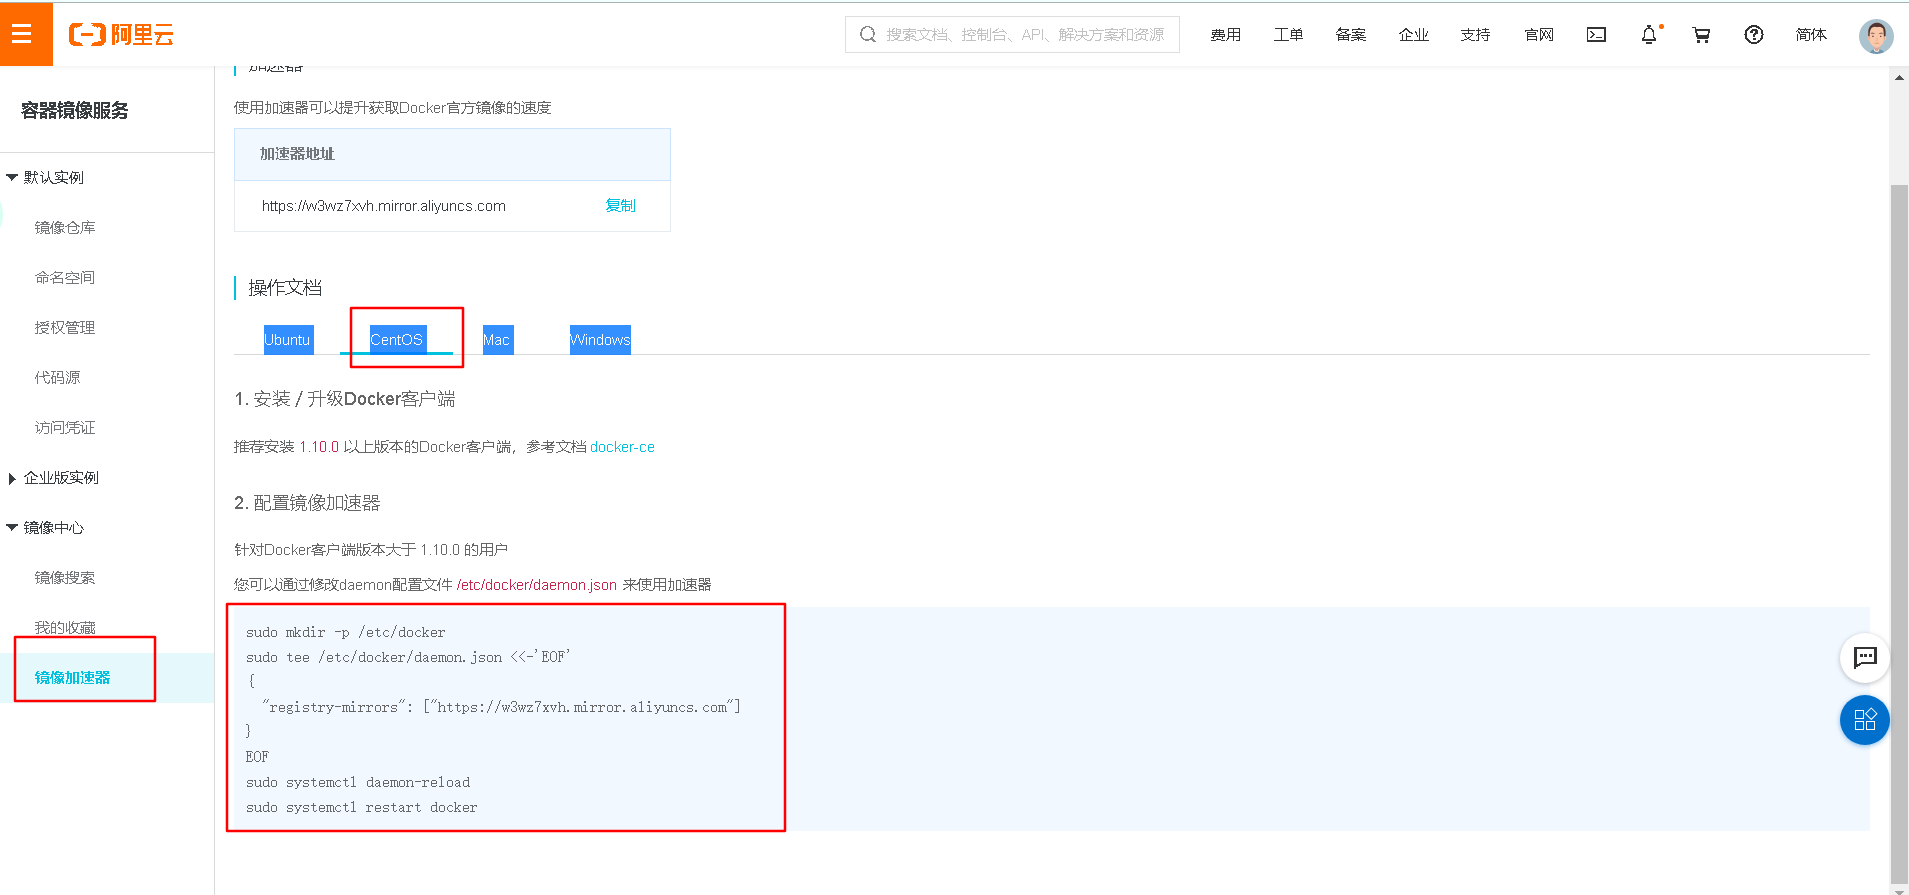 阿里云
搜索文档、控制台、API、解决方案和资源
费用
工单
备案
企业
支持
官网
简体
容器镜像服务
默认实例
镜像仓库
命名空间
授权管理
代码源
访问凭证
企业版实例
镜像中心
镜像搜索
我的收藏
镜像加速器
加速器
使用加速器可以提升获取Docker官方镜像的速度
加速器地址
https://w3wz7xvh.mirror.aliyuncs.com 复制
操作文档
Ubuntu CentOS Mac Windows
1. 安装 / 升级Docker客户端
推荐安装 1.10.0 以上版本的Docker客户端，参考文档 docker-ce
2. 配置镜像加速器
针对Docker客户端版本大于 1.10.0 的用户
您可以通过修改daemon配置文件 /etc/docker/daemon.json 来使用加速器
sudo mkdir -p /etc/docker
sudo tee /etc/docker/daemon.json <<-'EOF'
{
"registry-mirrors": ["https://w3wz7xvh.mirror.aliyuncs.com"]
}
EOF
sudo systemctl daemon-reload
sudo systemctl restart docker